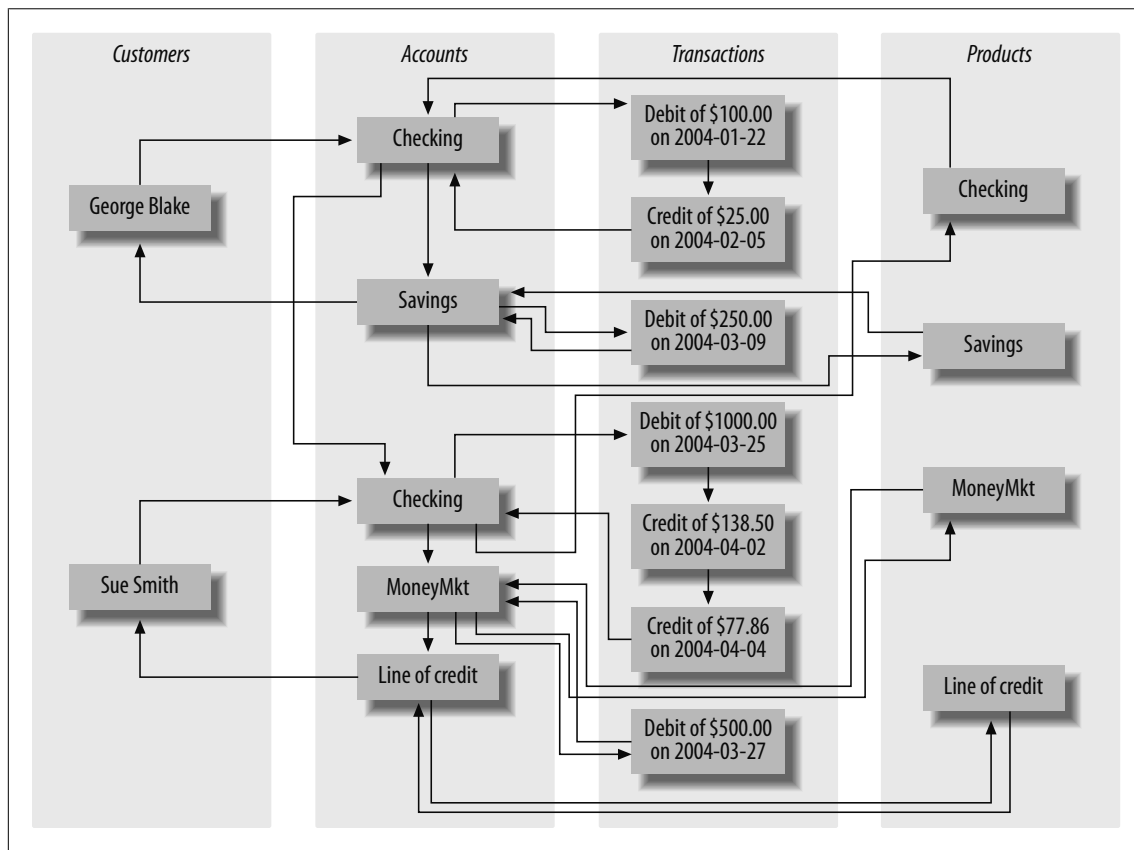 Customers
Accounts
Transactions
Products
George Blake
Sue Smith
Checking
Savings
Checking
MoneyMkt
Line of credit
Debit of $100.00
on 2004-01-22
Credit of $25.00
on 2004-02-05
Debit of $250.00
on 2004-03-09
Debit of $1000.00
on 2004-03-25
Credit of $138.50
on 2004-04-02
Credit of $77.86
on 2004-04-04
Debit of $500.00
on 2004-03-27
Checking
Savings
MoneyMkt
Line of credit